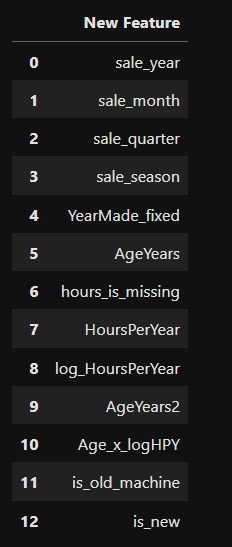 New Feature
0 sale_year
1 sale_month
2 sale_quarter
3 sale_season
4 YearMade_fixed
5 AgeYears
6 hours_is_missing
7 HoursPerYear
8 log_HoursPerYear
9 AgeYears2
10 Age_x_logHPY
11 is_old_machine
12 is_new